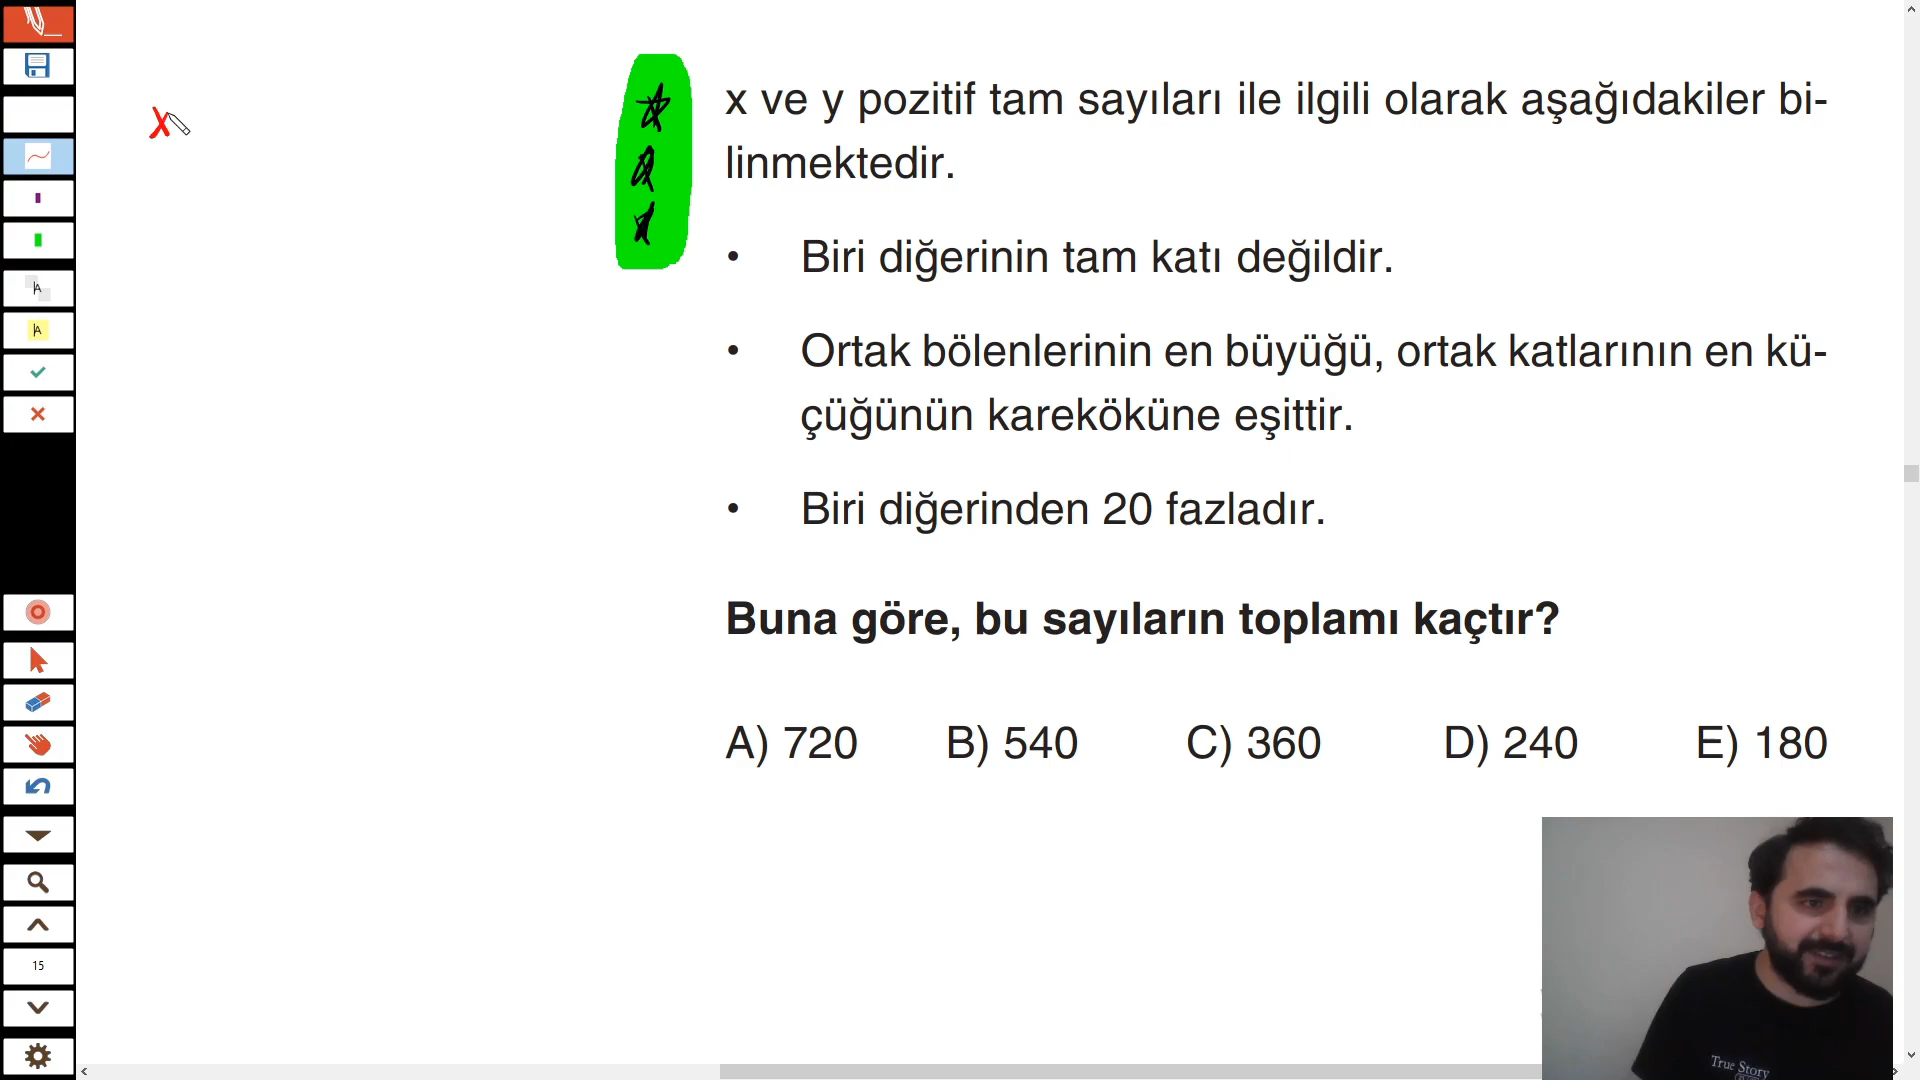 x
x ve y pozitif tam sayıları ile ilgili olarak aşağıdakiler bi-
linmektedir.
• Biri diğerinin tam katı değildir.
• Ortak bölenlerinin en büyüğü, ortak katlarının en kü-
çüğünün kareköküne eşittir.
• Biri diğerinden 20 fazladır.
Buna göre, bu sayıların toplamı kaçtır?
A) 720 B) 540 C) 360 D) 240 E) 180
A
A
15
True Story